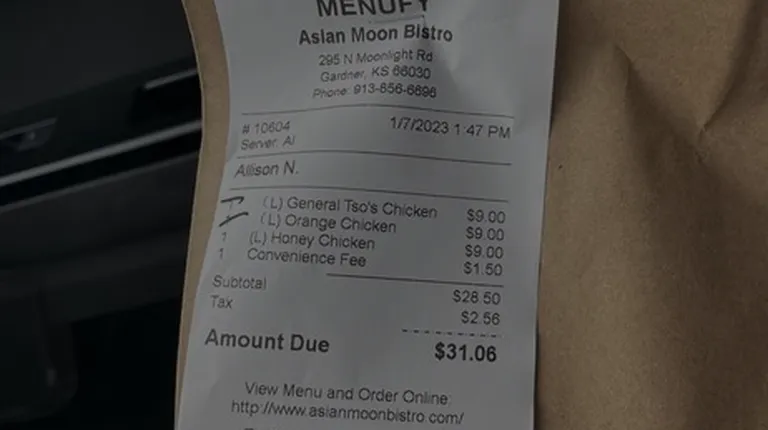 MENUFY
Asian Moon Bistro
295 N Moonlight Rd
Gardner, KS 66030
Phone: 913-856-6696
# 10604 1/7/2023 1:47 PM
Server: Al
Allison N.
(L) General Tso's Chicken $9.00
(L) Orange Chicken $9.00
1 (L) Honey Chicken $9.00
1 Convenience Fee $1.50
Subtotal $28.50
Tax $2.56
Amount Due $31.06
View Menu and Order Online:
http://www.asianmoonbistro.com/